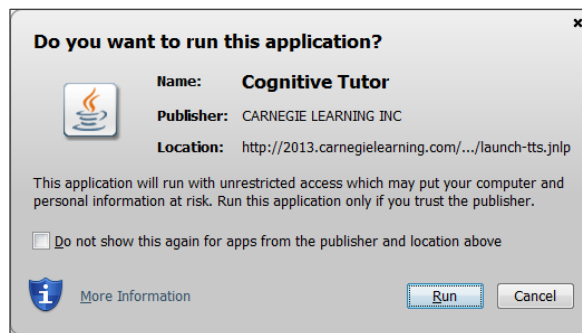 Do you want to run this application?
Name: Cognitive Tutor
Publisher: CARNEGIE LEARNING INC
Location: http://2013.carnegielearning.com/.../launch-tts.jnlp
This application will run with unrestricted access which may put your computer and
personal information at risk. Run this application only if you trust the publisher.
Do not show this again for apps from the publisher and location above
More Information
Run
Cancel